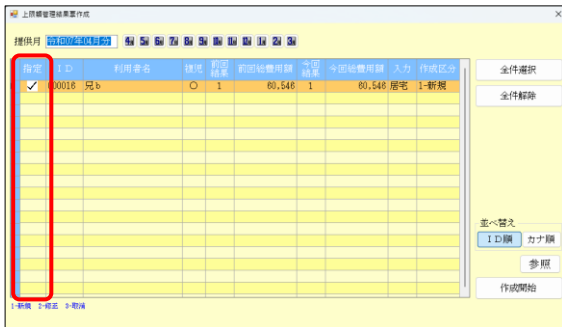 上限額管理結果票作成
提供月 令和07年04月分 4月 5月 6月 7月 8月 9月 10月 11月 12月 1月 2月 3月
指定 ID 利用者名 複児 前回結果 前回総費用額 今回結果 今回総費用額 入力 作成区分
✓ 000016 兄b ○ 1 60,546 1 60,546 居宅 1-新規
全件選択
全件解除
並べ替え
ID順 カナ順
参照
作成開始
1-新規 2-修正 3-取消